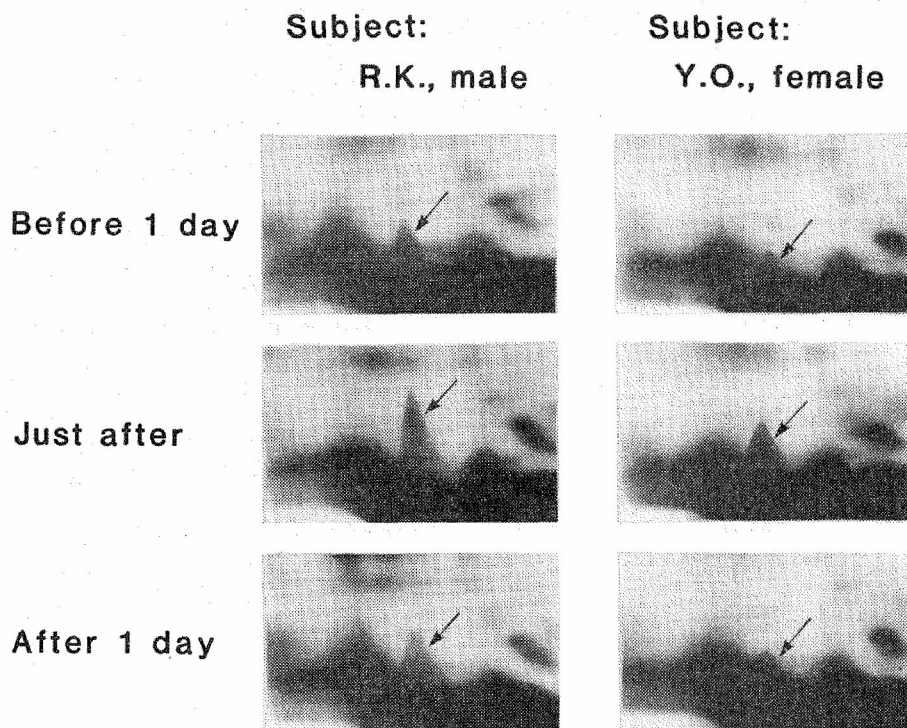 Subject:
R.K., male
Subject:
Y.O., female
Before 1 day
Just after
After 1 day